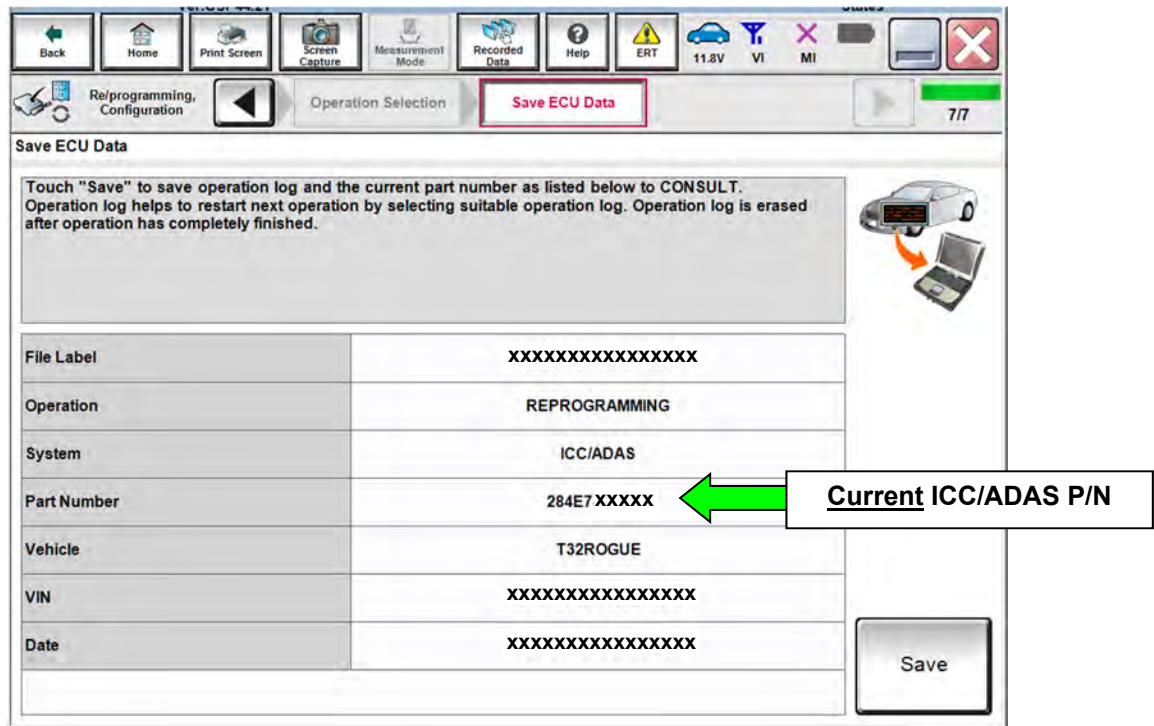 Back
Home
Print Screen
Screen Capture
Measurement Mode
Recorded Data
Help
ERT
11.8V
VI
MI
Re/programming, Configuration
Operation Selection
Save ECU Data
7/7
Save ECU Data
Touch "Save" to save operation log and the current part number as listed below to CONSULT.
Operation log helps to restart next operation by selecting suitable operation log. Operation log is erased
after operation has completely finished.
File Label xxxxxxxxxxxxxxxx
Operation REPROGRAMMING
System ICC/ADAS
Part Number 284E7 xxxxx
Current ICC/ADAS P/N
Vehicle T32ROGUE
VIN xxxxxxxxxxxxxxxx
Date xxxxxxxxxxxxxxxx
Save